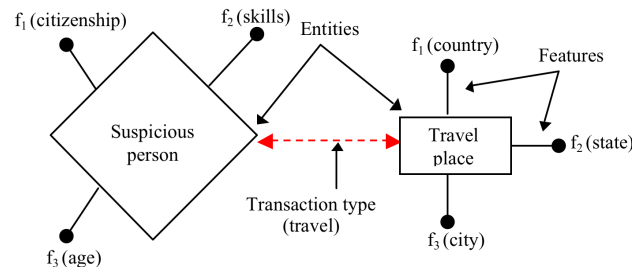 f₁ (citizenship)
f₂ (skills)
Entities
f₁ (country)
Features
Suspicious
person
Travel
place
f₂ (state)
Transaction type
(travel)
f₃ (age)
f₃ (city)